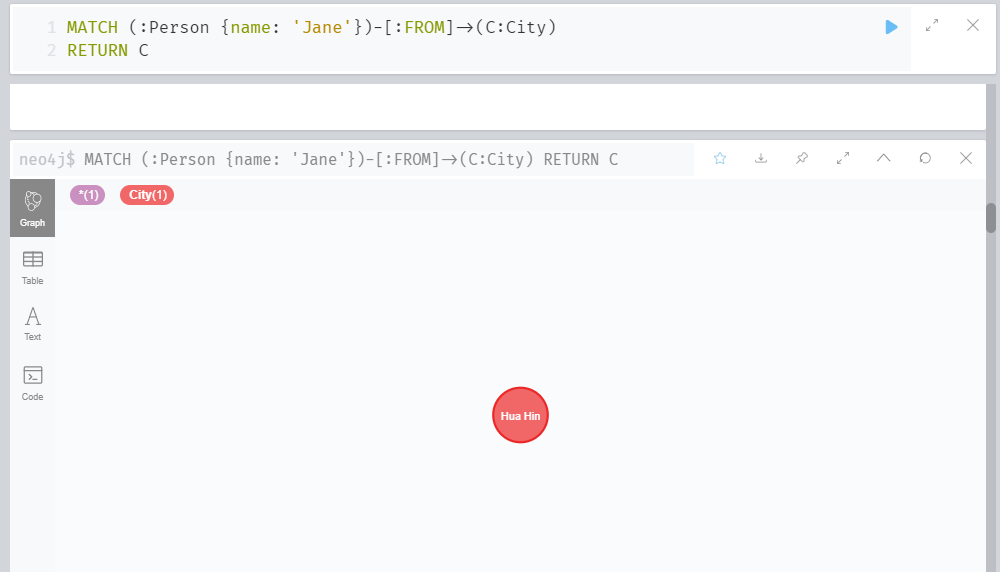 1 MATCH (:Person {name: 'Jane'})-[:FROM]→(C:City)
2 RETURN C
neo4j$ MATCH (:Person {name: 'Jane'})-[:FROM]→(C:City) RETURN C
*(1) City(1)
Graph
Table
A
Text
Code
Hua Hin